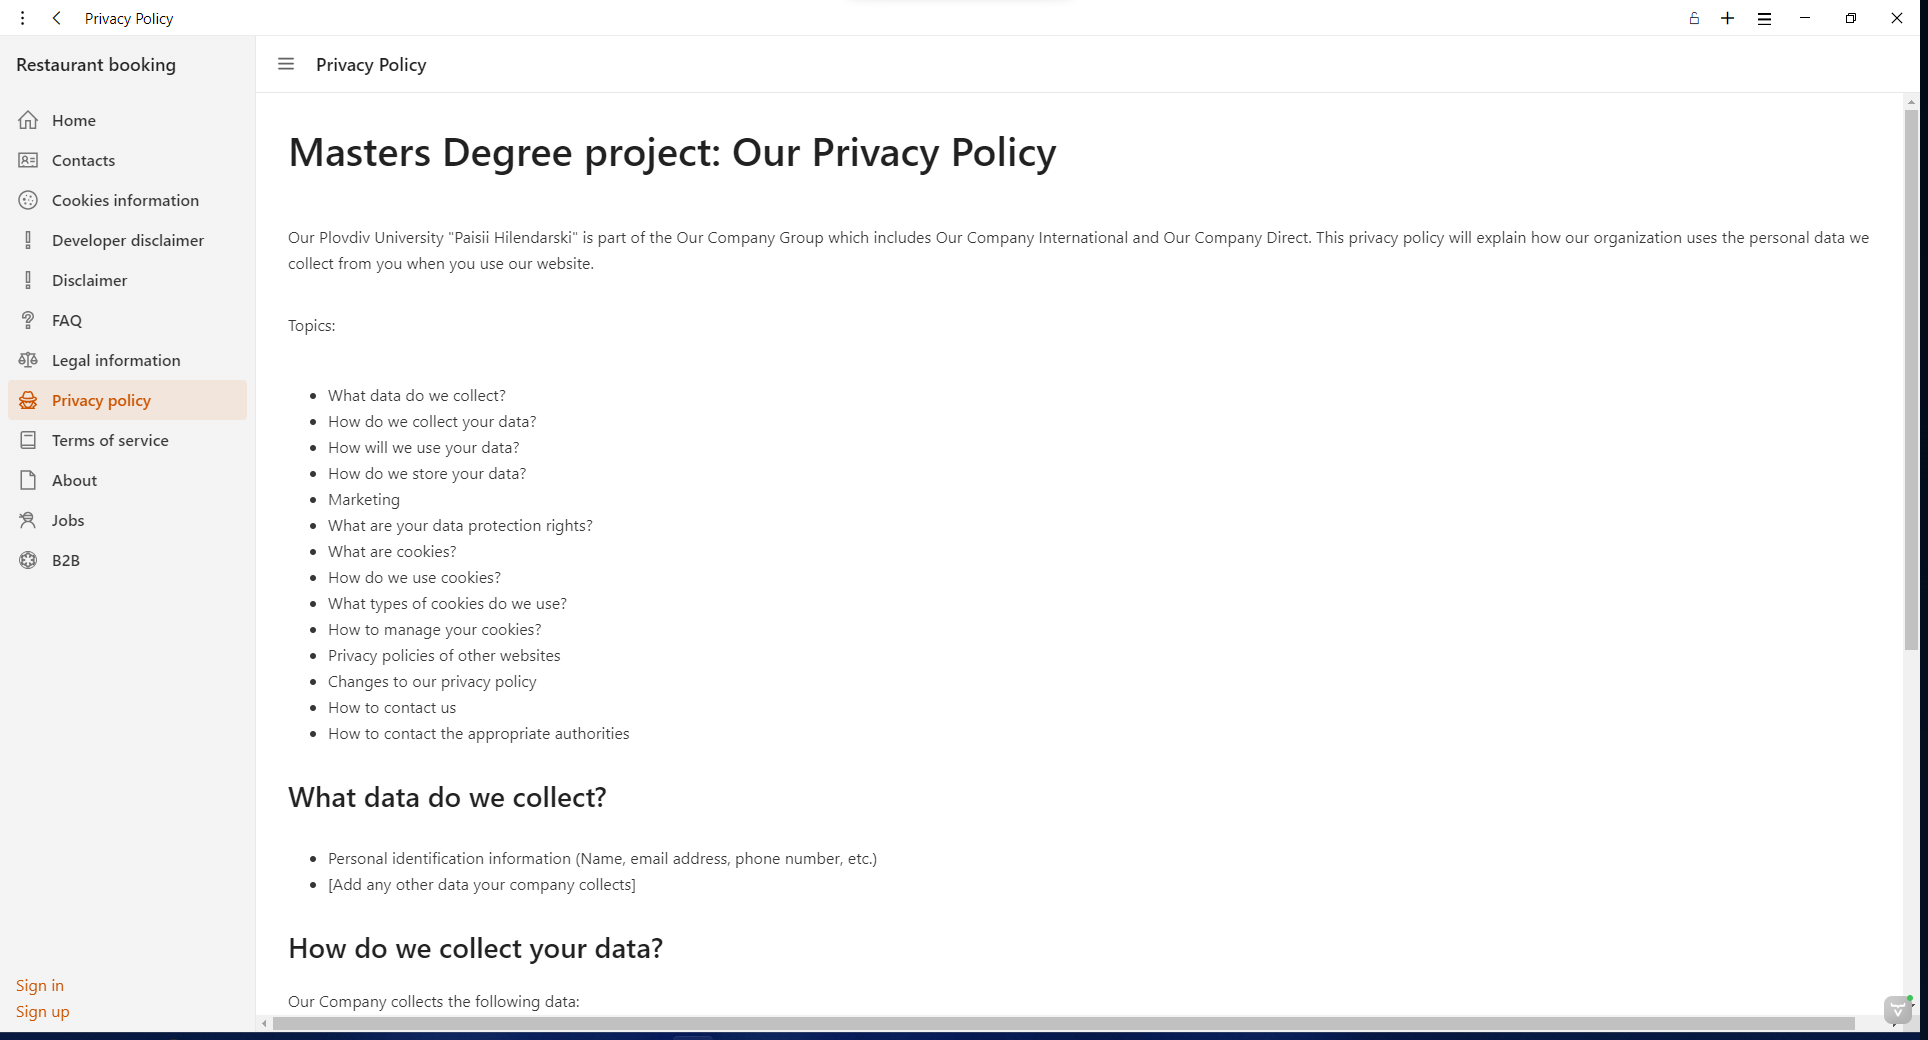 Privacy Policy
Restaurant booking
Home
Contacts
Cookies information
Developer disclaimer
Disclaimer
FAQ
Legal information
Privacy policy
Terms of service
About
Jobs
B2B
Sign in
Sign up
Privacy Policy
Masters Degree project: Our Privacy Policy
Our Plovdiv University "Paisii Hilendarski" is part of the Our Company Group which includes Our Company International and Our Company Direct. This privacy policy will explain how our organization uses the personal data we
collect from you when you use our website.
Topics:
What data do we collect?
How do we collect your data?
How will we use your data?
How do we store your data?
Marketing
What are your data protection rights?
What are cookies?
How do we use cookies?
What types of cookies do we use?
How to manage your cookies?
Privacy policies of other websites
Changes to our privacy policy
How to contact us
How to contact the appropriate authorities
What data do we collect?
Personal identification information (Name, email address, phone number, etc.)
[Add any other data your company collects]
How do we collect your data?
Our Company collects the following data: